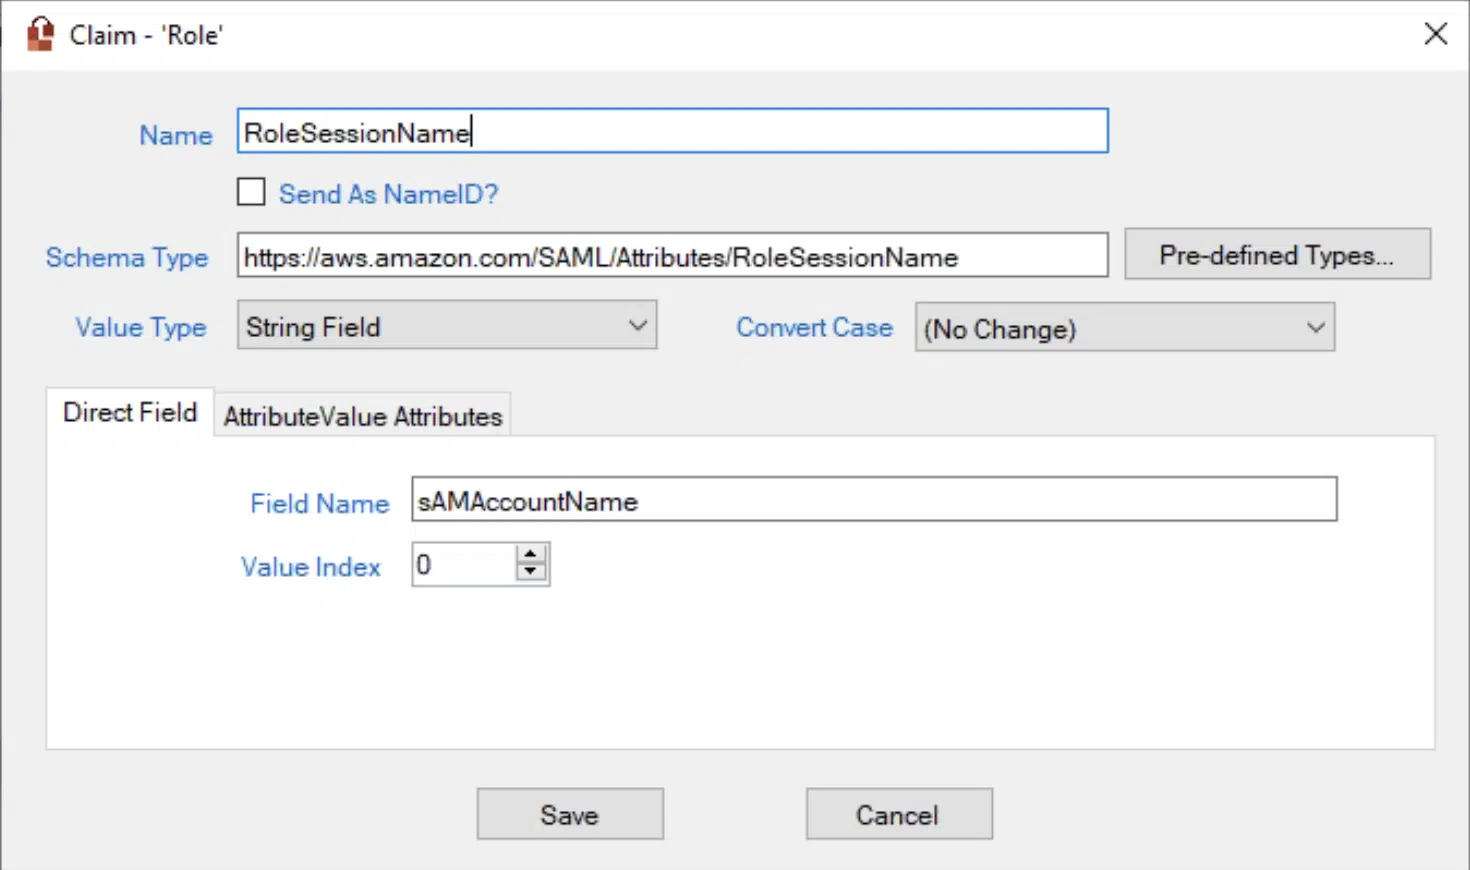 Claim - 'Role'
Name RoleSessionName
Send As NameID?
Schema Type https://aws.amazon.com/SAML/Attributes/RoleSessionName Pre-defined Types...
Value Type String Field Convert Case (No Change)
Direct Field AttributeValue Attributes
Field Name sAMAccountName
Value Index 0
Save Cancel